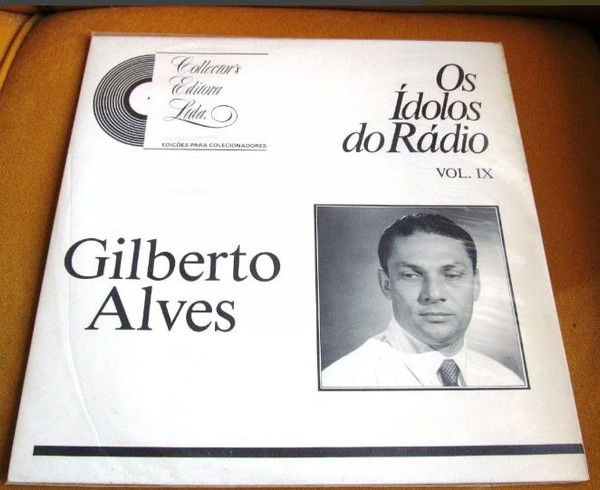 Collector's
Editora
Ltda.
EDIÇÕES PARA COLECIONADORES
Os
Ídolos
do Rádio
VOL. IX
Gilberto
Alves